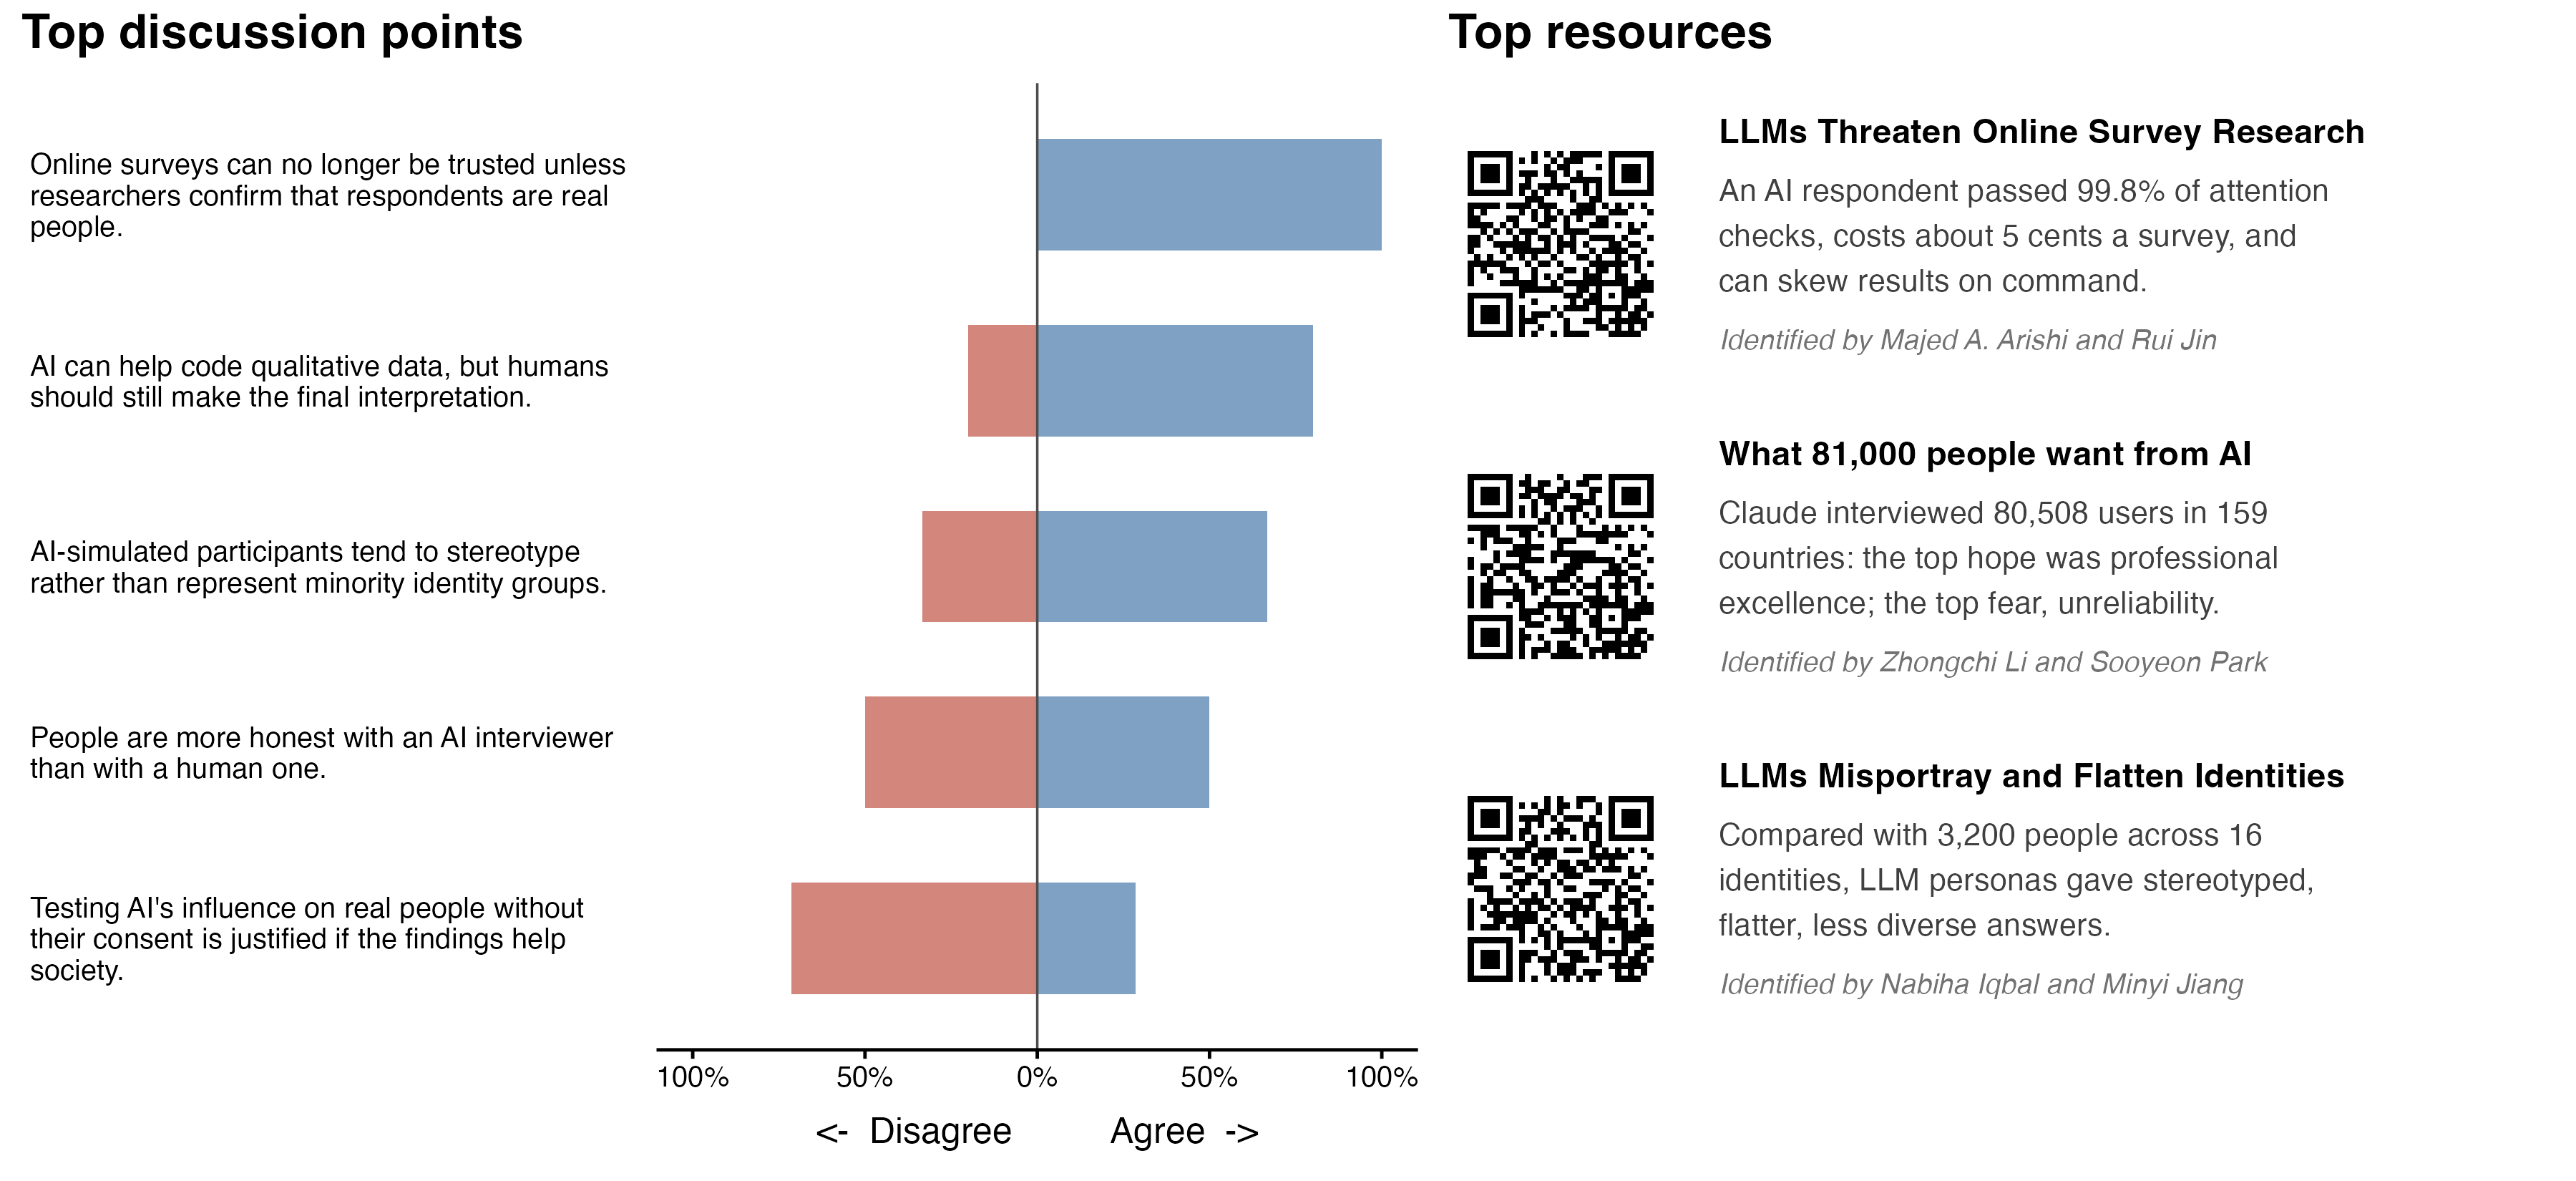 Top discussion points
Online surveys can no longer be trusted unless
researchers confirm that respondents are real
people.
AI can help code qualitative data, but humans
should still make the final interpretation.
AI-simulated participants tend to stereotype
rather than represent minority identity groups.
People are more honest with an AI interviewer
than with a human one.
Testing AI's influence on real people without
their consent is justified if the findings help
society.
100% 50% 0% 50% 100%
<- Disagree Agree ->
Top resources
LLMs Threaten Online Survey Research
An AI respondent passed 99.8% of attention
checks, costs about 5 cents a survey, and
can skew results on command.
Identified by Majed A. Arishi and Rui Jin
What 81,000 people want from AI
Claude interviewed 80,508 users in 159
countries: the top hope was professional
excellence; the top fear, unreliability.
Identified by Zhongchi Li and Sooyeon Park
LLMs Misportray and Flatten Identities
Compared with 3,200 people across 16
identities, LLM personas gave stereotyped,
flatter, less diverse answers.
Identified by Nabiha Iqbal and Minyi Jiang